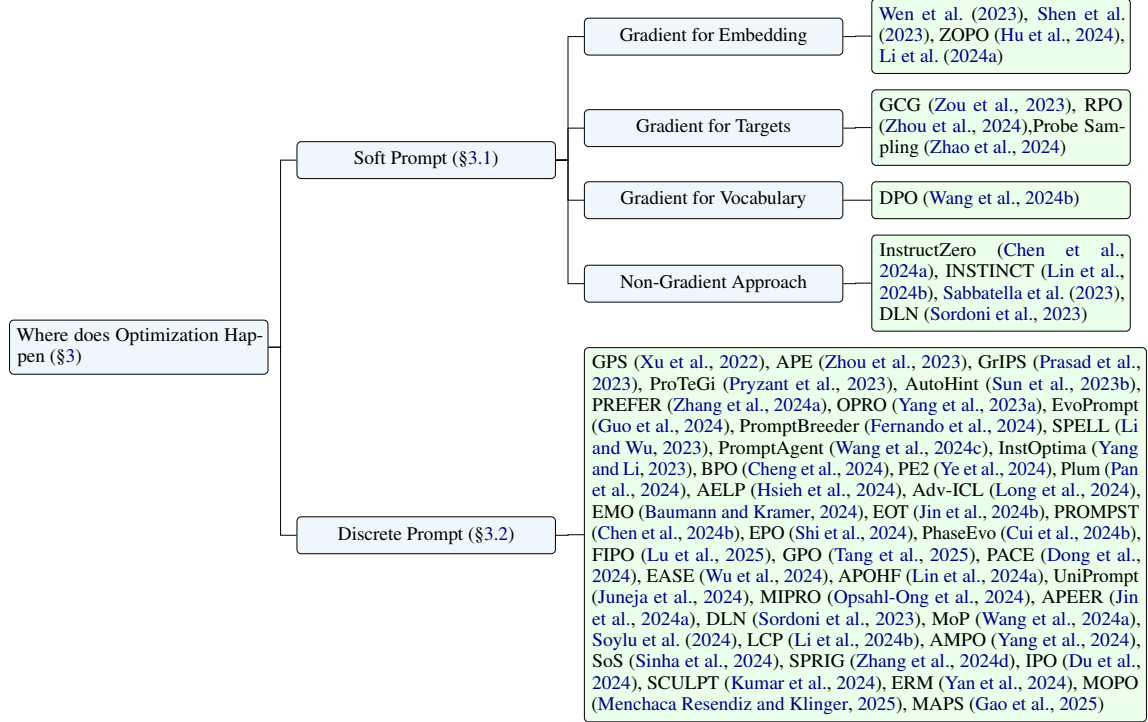 Where does Optimization Hap-
pen (§3)
Soft Prompt (§3.1)
Gradient for Embedding
Wen et al. (2023), Shen et al.
(2023), ZOPO (Hu et al., 2024),
Li et al. (2024a)
Gradient for Targets
GCG (Zou et al., 2023), RPO
(Zhou et al., 2024),Probe Sam-
pling (Zhao et al., 2024)
Gradient for Vocabulary
DPO (Wang et al., 2024b)
Non-Gradient Approach
InstructZero (Chen et al.,
2024a), INSTINCT (Lin et al.,
2024b), Sabbatella et al. (2023),
DLN (Sordoni et al., 2023)
Discrete Prompt (§3.2)
GPS (Xu et al., 2022), APE (Zhou et al., 2023), GrIPS (Prasad et al.,
2023), ProTeGi (Pryzant et al., 2023), AutoHint (Sun et al., 2023b),
PREFER (Zhang et al., 2024a), OPRO (Yang et al., 2023a), EvoPrompt
(Guo et al., 2024), PromptBreeder (Fernando et al., 2024), SPELL (Li
and Wu, 2023), PromptAgent (Wang et al., 2024c), InstOptima (Yang
and Li, 2023), BPO (Cheng et al., 2024), PE2 (Ye et al., 2024), Plum (Pan
et al., 2024), AELP (Hsieh et al., 2024), Adv-ICL (Long et al., 2024),
EMO (Baumann and Kramer, 2024), EOT (Jin et al., 2024b), PROMPST
(Chen et al., 2024b), EPO (Shi et al., 2024), PhaseEvo (Cui et al., 2024b),
FIPO (Lu et al., 2025), GPO (Tang et al., 2025), PACE (Dong et al.,
2024), EASE (Wu et al., 2024), APOHF (Lin et al., 2024a), UniPrompt
(Juneja et al., 2024), MIPRO (Opsahl-Ong et al., 2024), APEER (Jin
et al., 2024a), DLN (Sordoni et al., 2023), MoP (Wang et al., 2024a),
Soylu et al. (2024), LCP (Li et al., 2024b), AMPO (Yang et al., 2024),
SoS (Sinha et al., 2024), SPRIG (Zhang et al., 2024d), IPO (Du et al.,
2024), SCULPT (Kumar et al., 2024), ERM (Yan et al., 2024), MOPO
(Menchaca Resendiz and Klinger, 2025), MAPS (Gao et al., 2025)